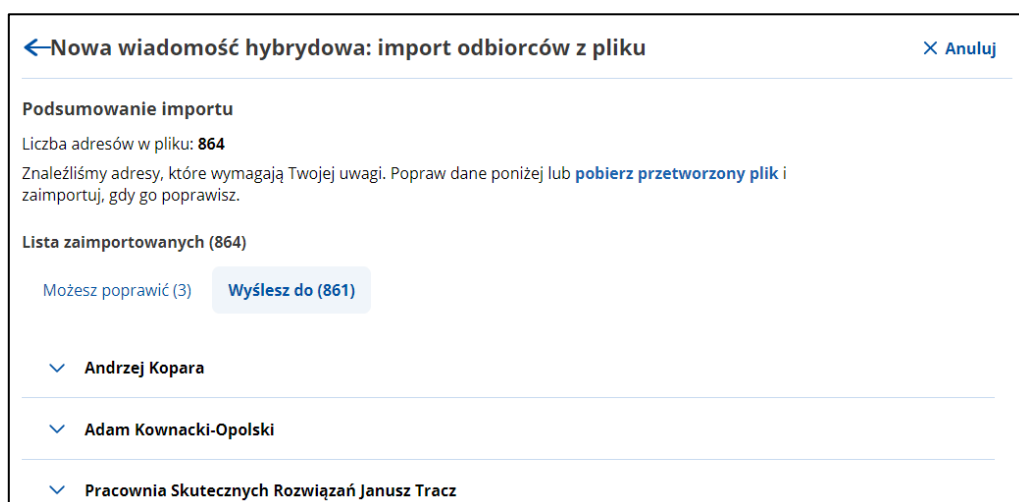 Nowa wiadomość hybrydowa: import odbiorców z pliku
Anuluj
Podsumowanie importu
Liczba adresów w pliku: 864
Znaleźliśmy adresy, które wymagają Twojej uwagi. Popraw dane poniżej lub pobierz przetworzony plik i
zaimportuj, gdy go poprawisz.
Lista zaimportowanych (864)
Możesz poprawić (3)
Wyślesz do (861)
Andrzej Kopara
Adam Kownacki-Opolski
Pracownia Skutecznych Rozwiązań Janusz Tracz